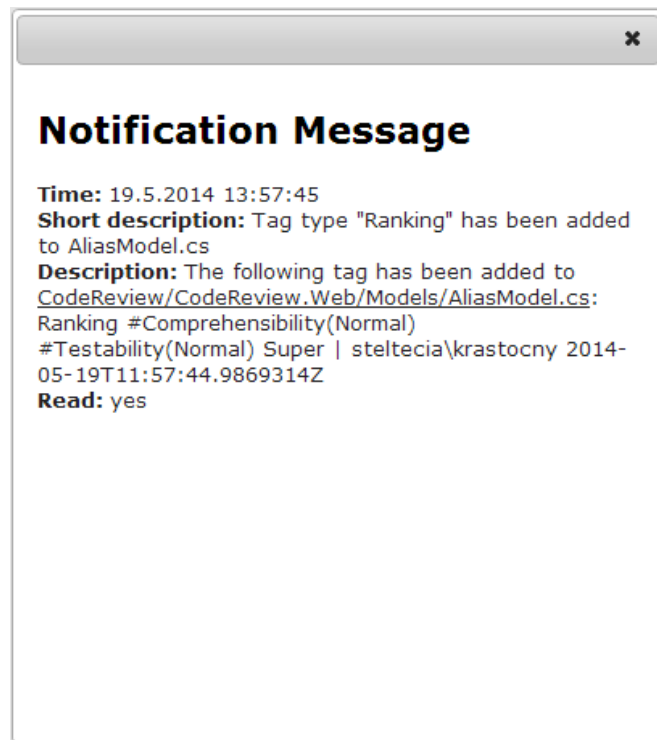 Notification Message
Time: 19.5.2014 13:57:45
Short description: Tag type "Ranking" has been added
to AliasModel.cs
Description: The following tag has been added to
CodeReview/CodeReview.Web/Models/AliasModel.cs:
Ranking #Comprehensibility(Normal)
#Testability(Normal) Super | steltecia\krastocny 2014-
05-19T11:57:44.9869314Z
Read: yes